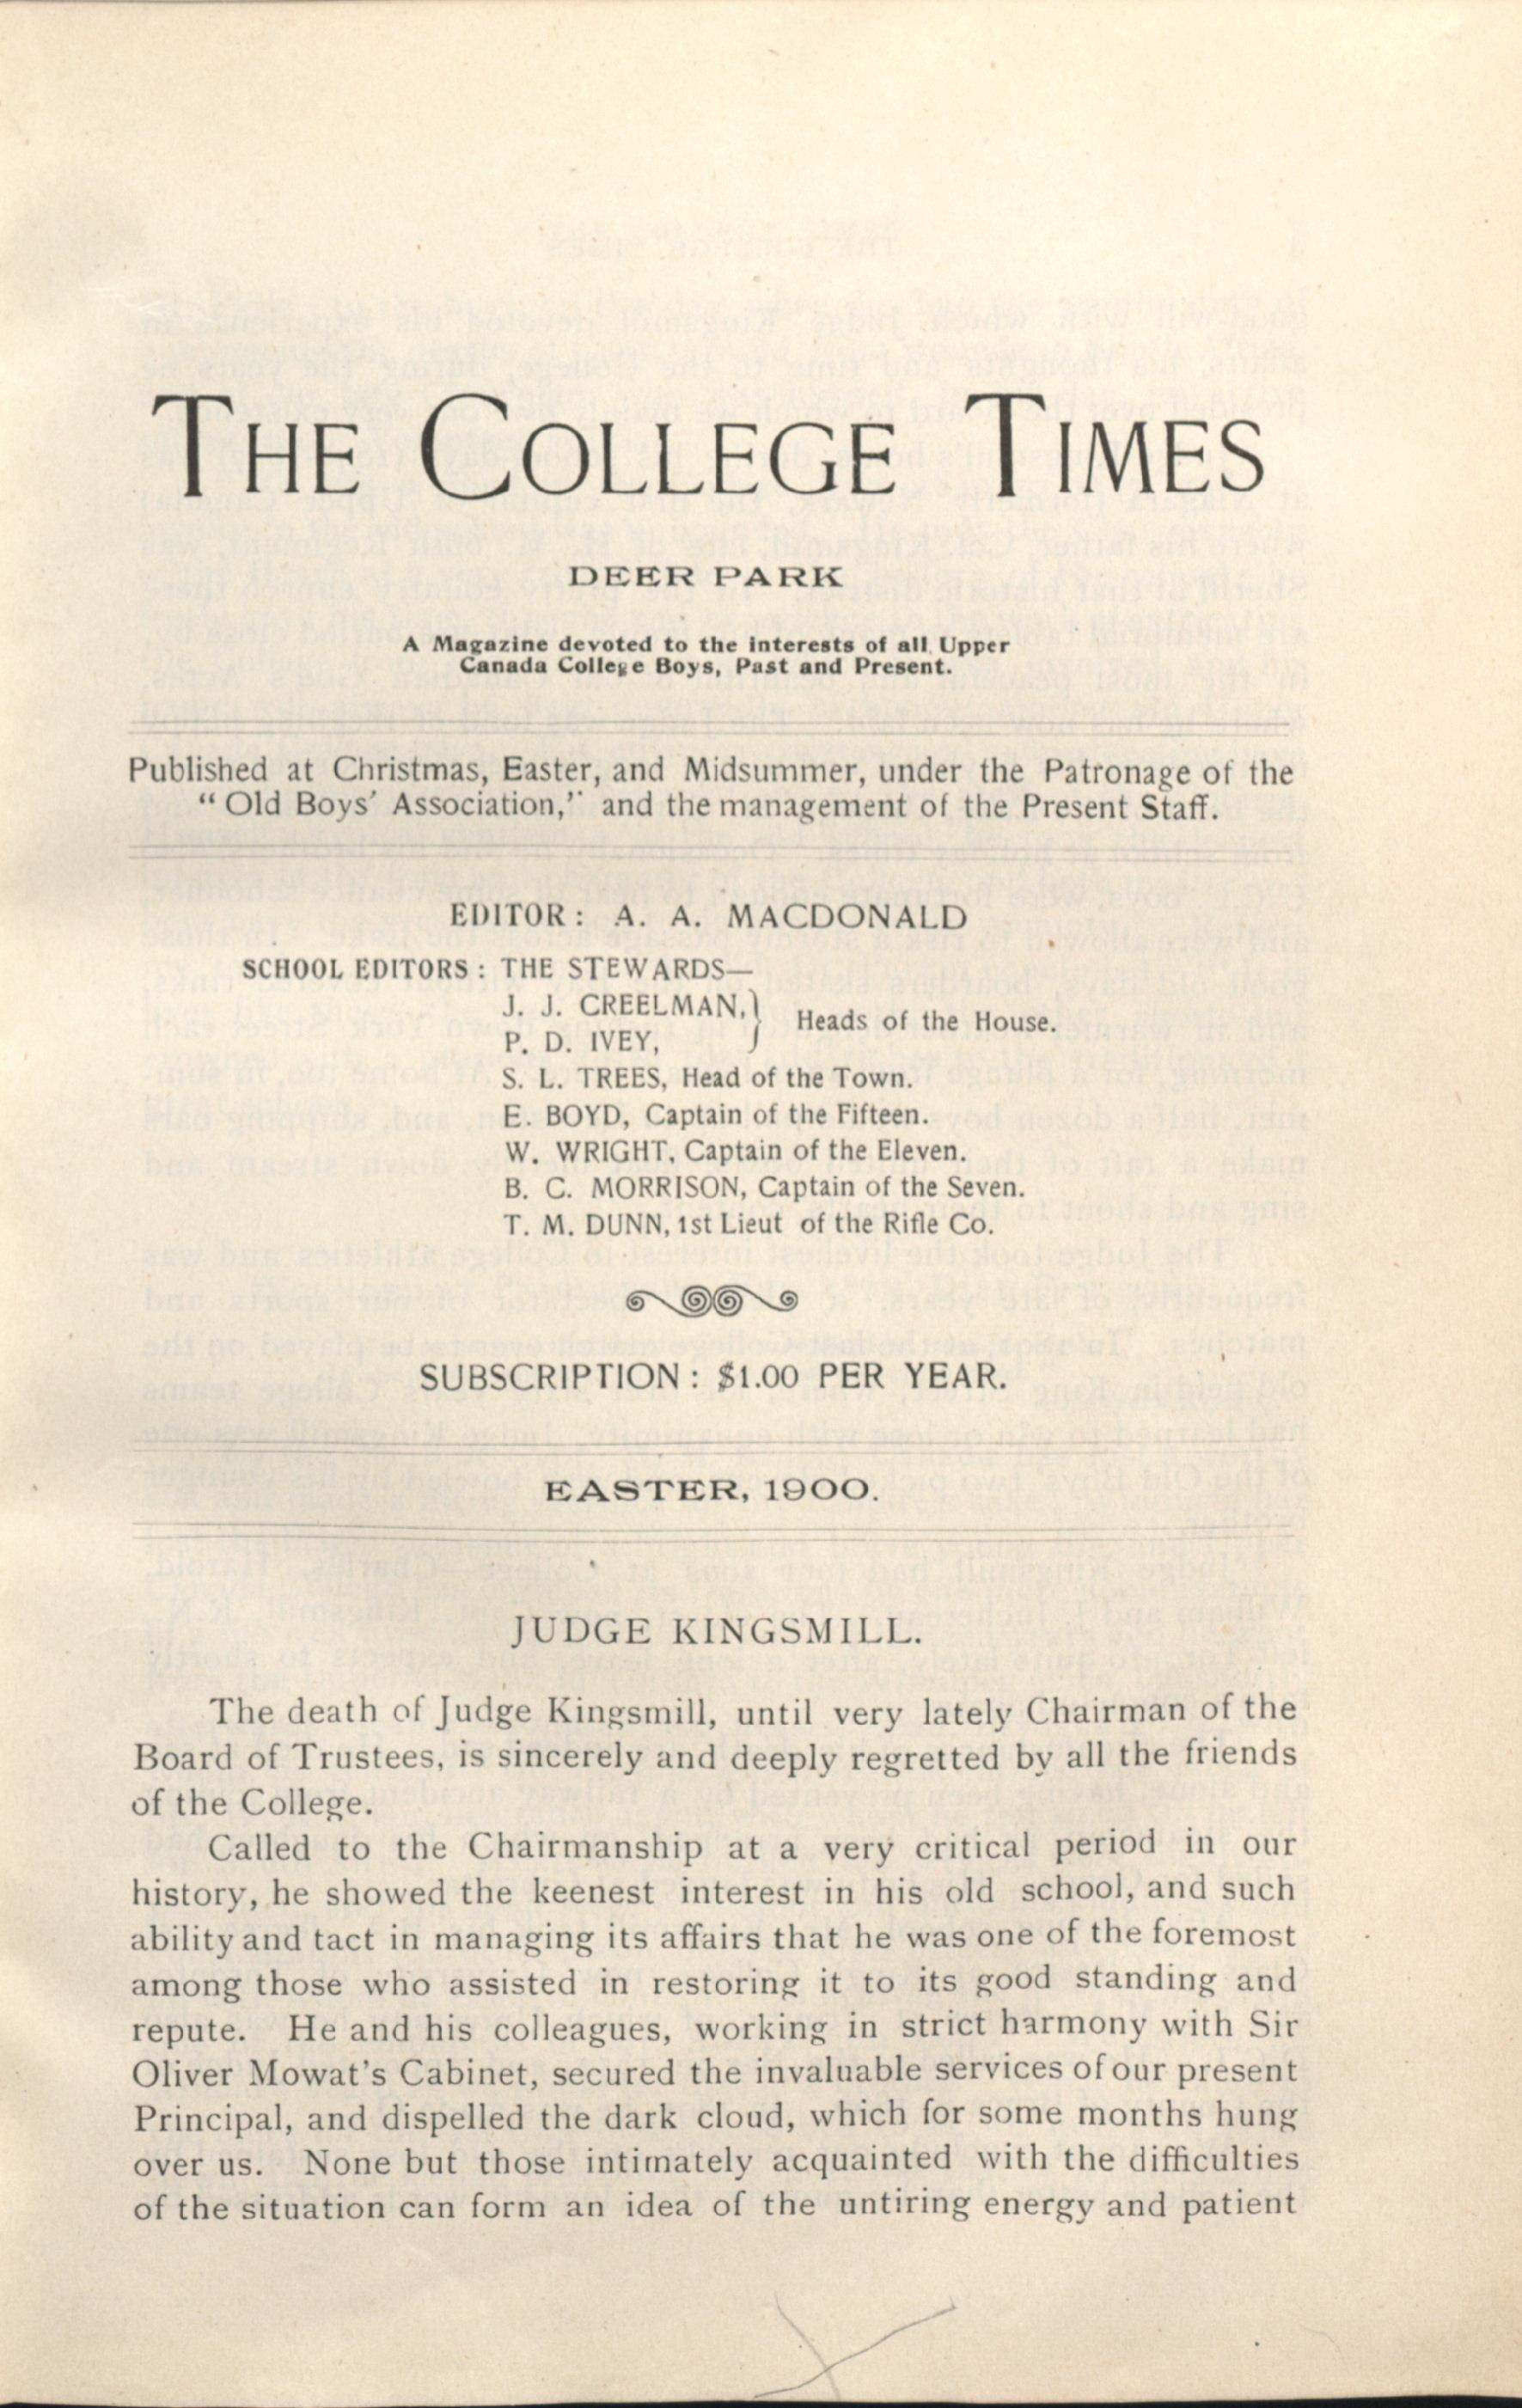 THE COLLEGE TIMES
DEER PARK
A Magazine devoted to the interests of all Upper
Canada College Boys, Past and Present.
Published at Christmas, Easter, and Midsummer, under the Patronage of the
“Old Boys’ Association,” and the management of the Present Staff.
EDITOR: A. A. MACDONALD
SCHOOL EDITORS: THE STEWARDS—
J. J. CREELMAN,
P. D. IVEY,
} Heads of the House.
S. L. TREES, Head of the Town.
E. BOYD, Captain of the Fifteen.
W. WRIGHT, Captain of the Eleven.
B. C. MORRISON, Captain of the Seven.
T. M. DUNN, 1st Lieut of the Rifle Co.
SUBSCRIPTION: $1.00 PER YEAR.
EASTER, 1900.
JUDGE KINGSMILL.
The death of Judge Kingsmill, until very lately Chairman of the
Board of Trustees, is sincerely and deeply regretted by all the friends
of the College.
Called to the Chairmanship at a very critical period in our
history, he showed the keenest interest in his old school, and such
ability and tact in managing its affairs that he was one of the foremost
among those who assisted in restoring it to its good standing and
repute. He and his colleagues, working in strict harmony with Sir
Oliver Mowat's Cabinet, secured the invaluable services of our present
Principal, and dispelled the dark cloud, which for some months hung
over us. None but those intimately acquainted with the difficulties
of the situation can form an idea of the untiring energy and patient